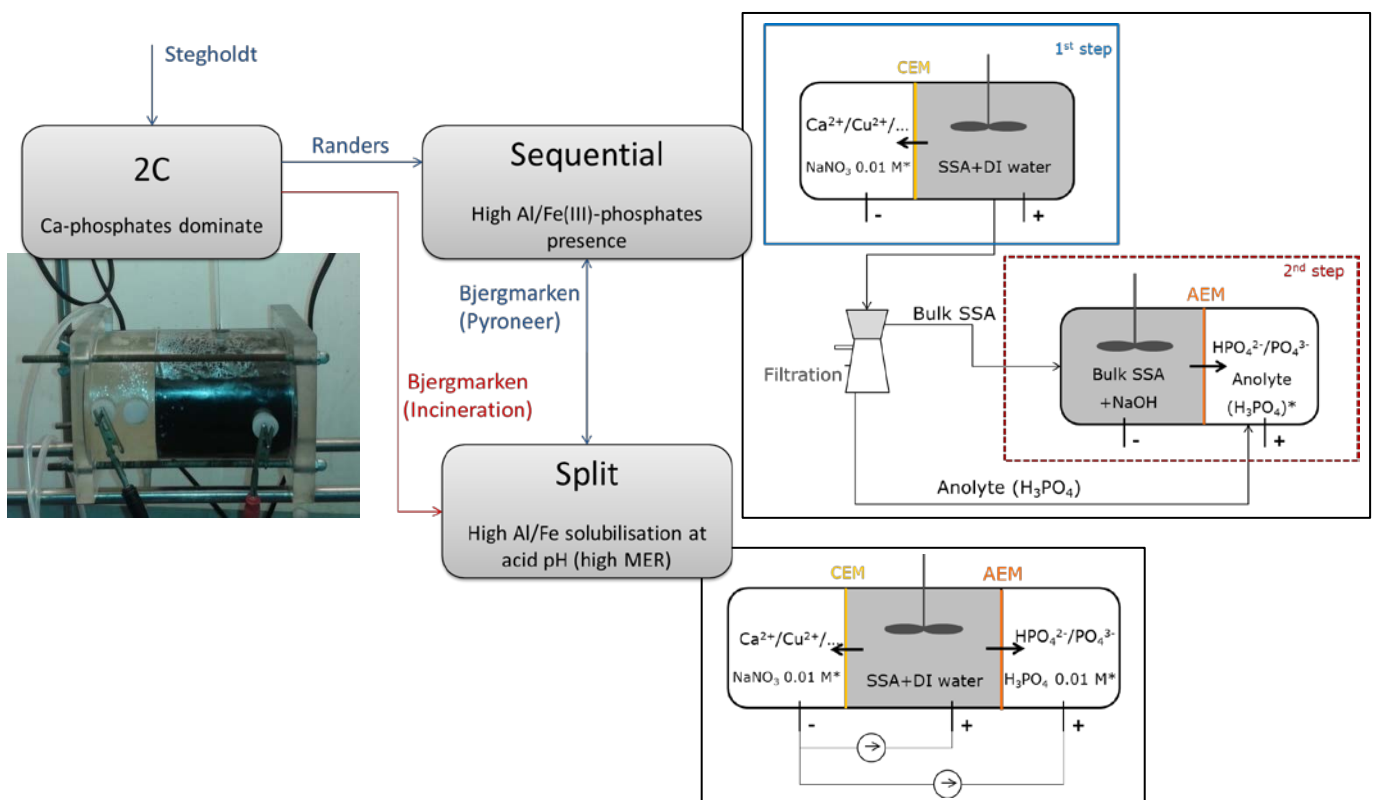 Stegholdt
2C
Ca-phosphates dominate
Randers
Sequential
High Al/Fe(III)-phosphates
presence
Bjergmarken
(Pyroneer)
Bjergmarken
(Incineration)
Split
High Al/Fe solubilisation at
acid pH (high MER)
1st step
CEM
Ca²⁺/Cu²⁺/...
NaNO₃ 0.01 M*
SSA+DI water
-
+
2nd step
AEM
Bulk SSA
Filtration
HPO₄²⁻/PO₄³⁻
Bulk SSA
Anolyte
+NaOH
(H₃PO₄)*
-
+
Anolyte (H₃PO₄)
CEM
AEM
Ca²⁺/Cu²⁺/...
HPO₄²⁻/PO₄³⁻
NaNO₃ 0.01 M*
SSA+DI water
H₃PO₄ 0.01 M*
-
+
+